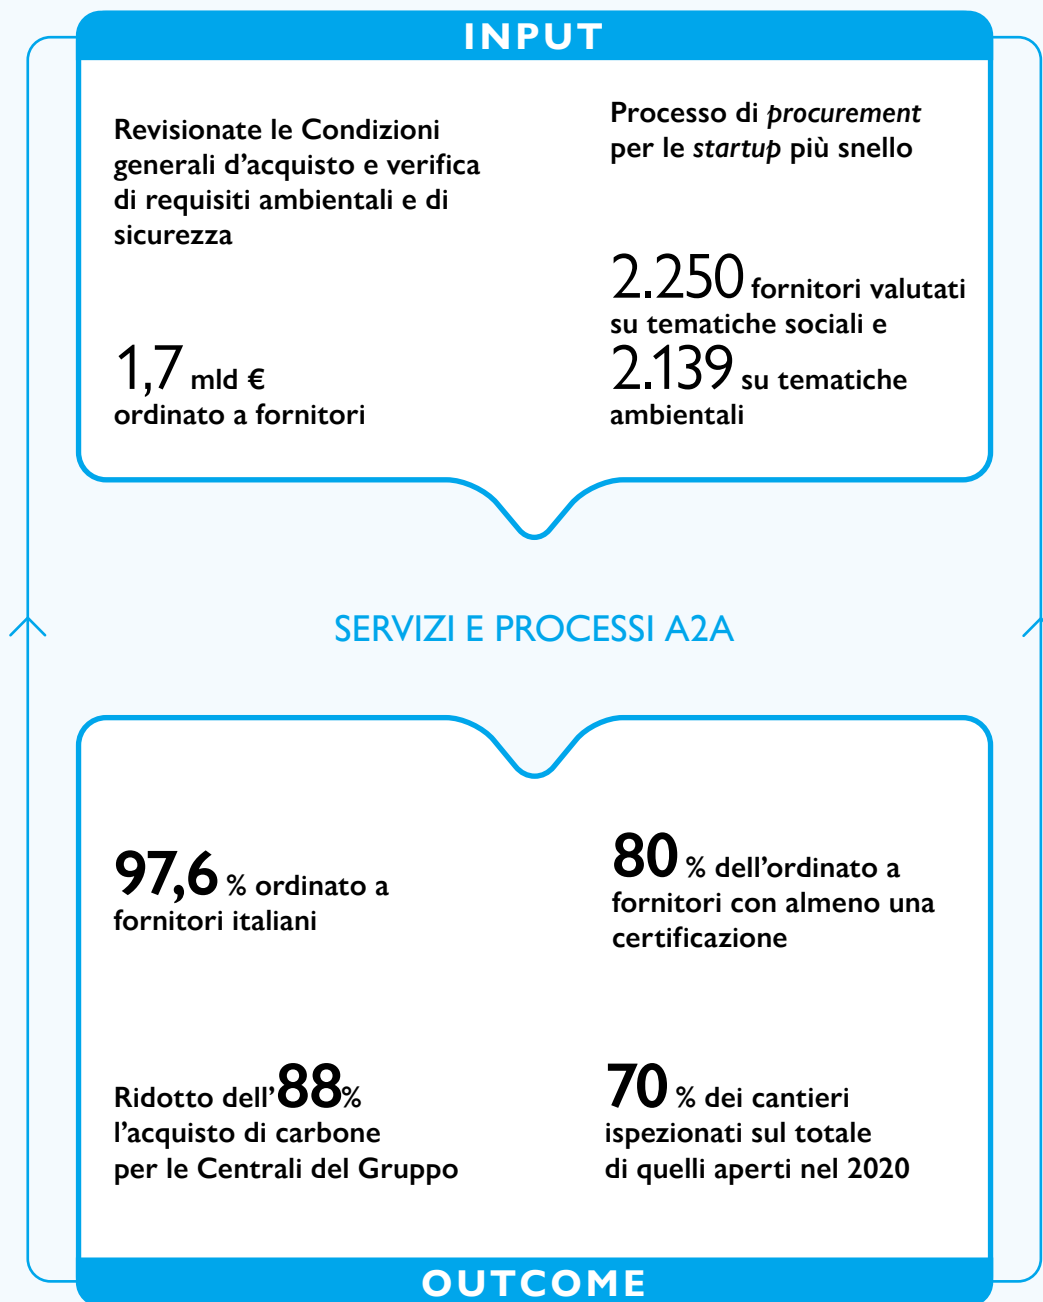 INPUT
Revisionate le Condizioni
generali d’acquisto e verifica
di requisiti ambientali e di
sicurezza
1,7 mld €
ordinato a fornitori
Processo di procurement
per le startup più snello
2.250 fornitori valutati
su tematiche sociali e
2.139 su tematiche
ambientali
SERVIZI E PROCESSI A2A
97,6 % ordinato a
fornitori italiani
80 % dell’ordinato a
fornitori con almeno una
certificazione
Ridotto dell’88%
l’acquisto di carbone
per le Centrali del Gruppo
70 % dei cantieri
ispezionati sul totale
di quelli aperti nel 2020
OUTCOME